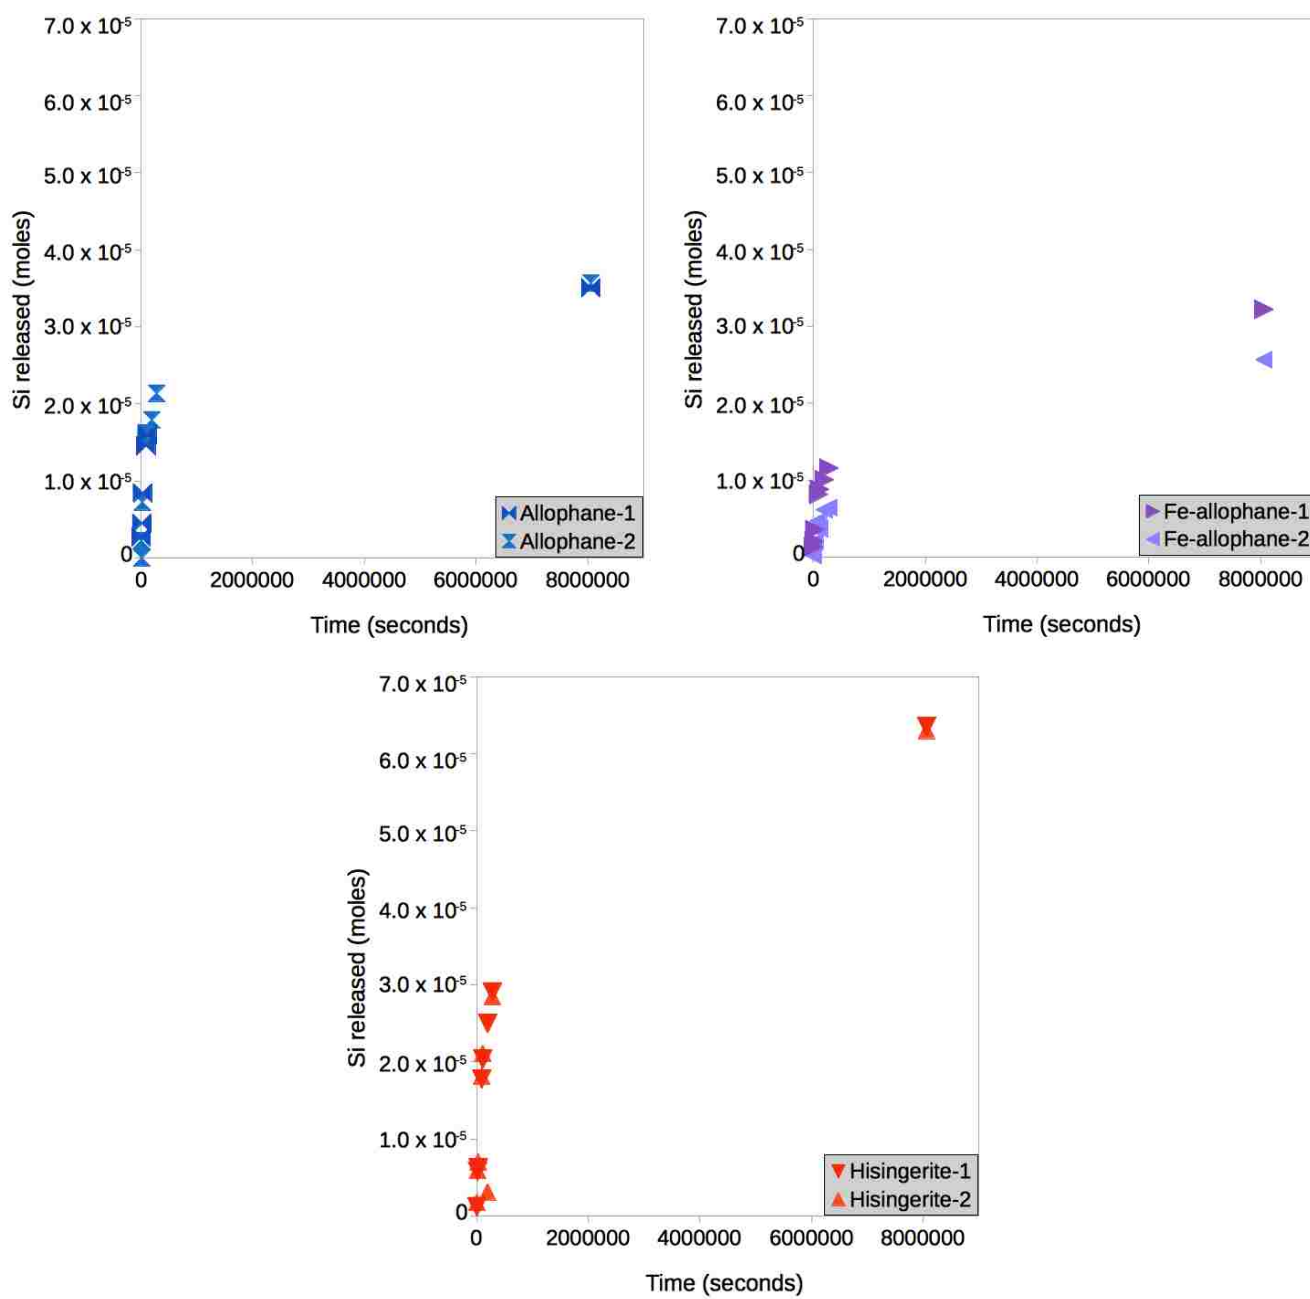 7.0 x 10-5
6.0 x 10-5
5.0 x 10-5
4.0 x 10-5
3.0 x 10-5
2.0 x 10-5
1.0 x 10-5
0
Si released (moles)
Allophane-1
Allophane-2
0 2000000 4000000 6000000 8000000
Time (seconds)
7.0 x 10-5
6.0 x 10-5
5.0 x 10-5
4.0 x 10-5
3.0 x 10-5
2.0 x 10-5
1.0 x 10-5
0
Si released (moles)
Fe-allophane-1
Fe-allophane-2
0 2000000 4000000 6000000 8000000
Time (seconds)
7.0 x 10-5
6.0 x 10-5
5.0 x 10-5
4.0 x 10-5
3.0 x 10-5
2.0 x 10-5
1.0 x 10-5
0
Si released (moles)
Hisingerite-1
Hisingerite-2
0 2000000 4000000 6000000 8000000
Time (seconds)